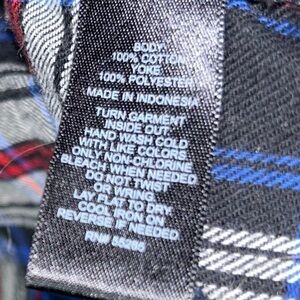 BODY:
100% COTTON
YOKE:
100% POLYESTER
MADE IN INDONESIA
TURN GARMENT
INSIDE OUT
HAND WASH COLD
WITH LIKE COLORS
ONLY NON-CHLORINE
BLEACH WHEN NEEDED
DO NOT TWIST
OR WRING
LAY FLAT TO DRY
COOL IRON ON
REVERSE IF NEEDED